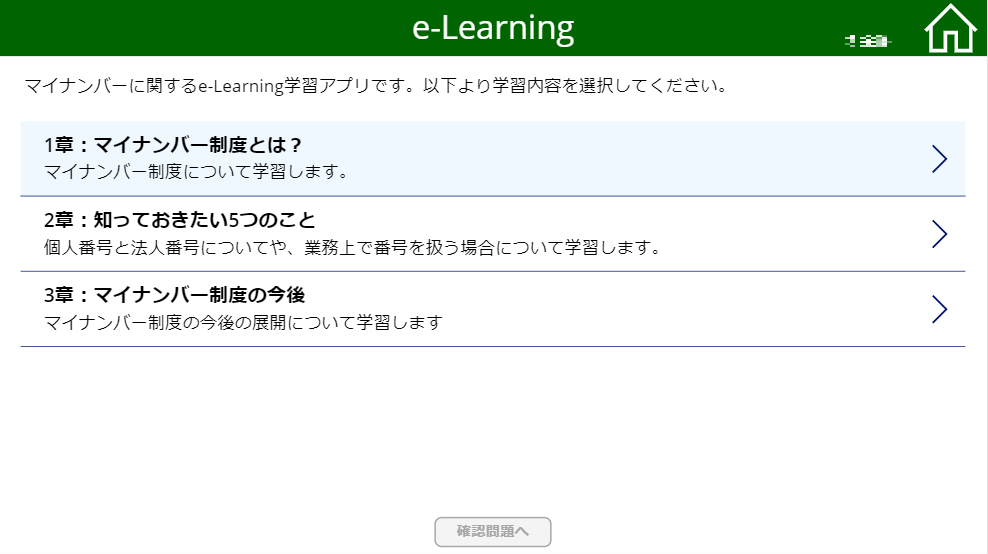 e-Learning
マイナンバーに関するe-Learning学習アプリです。以下より学習内容を選択してください。
1章：マイナンバー制度とは？
マイナンバー制度について学習します。
2章：知っておきたい5つのこと
個人番号と法人番号についてや、業務上で番号を扱う場合について学習します。
3章：マイナンバー制度の今後
マイナンバー制度の今後の展開について学習します
確認問題へ